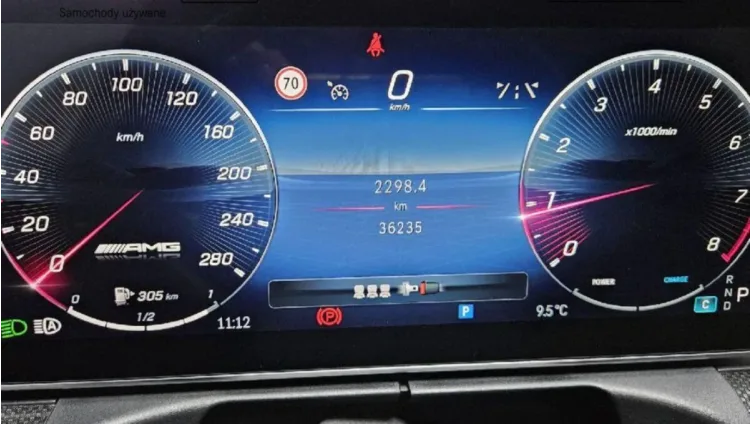 Samochody używane
0 20 40 60 80 100 120 160 200 240 280
km/h
AMG
305 km
0 1/2 1
11:12
70
0
km/h
2298.4
km
36235
P
P
9.5°C
0 1 2 3 4 5 6 7 8
x1000/min
POWER CHARGE
C
R
N
D
P
A